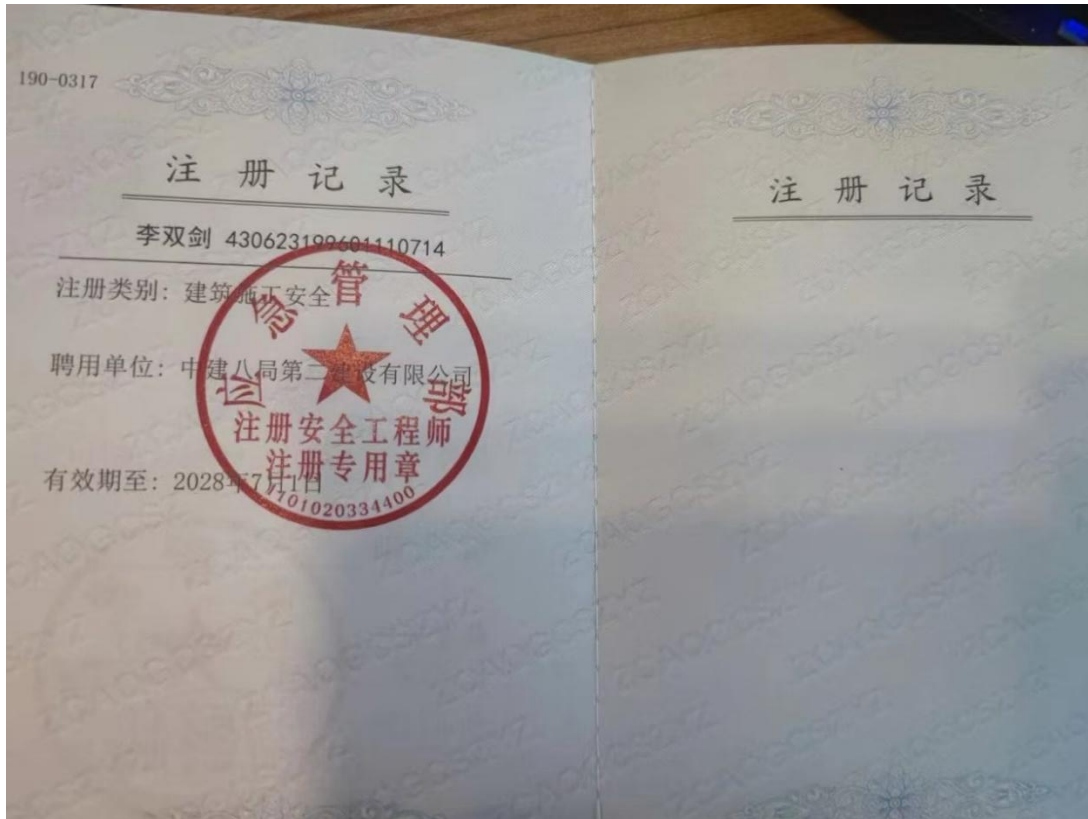 190-0317
注册记录
李双剑 430623199601110714
注册类别：建筑施工安全
聘用单位：中建八局第二建设有限公司
有效期至：2028年7月1日
应急管理部
注册安全工程师
注册专用章
1101020334400
注册记录
ZCAQGCSZYZ